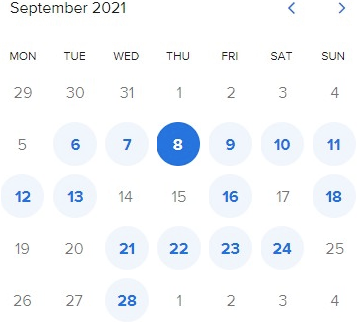 September 2021
MON TUE WED THU FRI SAT SUN
29 30 31 1 2 3 4
5 6 7 8 9 10 11
12 13 14 15 16 17 18
19 20 21 22 23 24 25
26 27 28 1 2 3 4